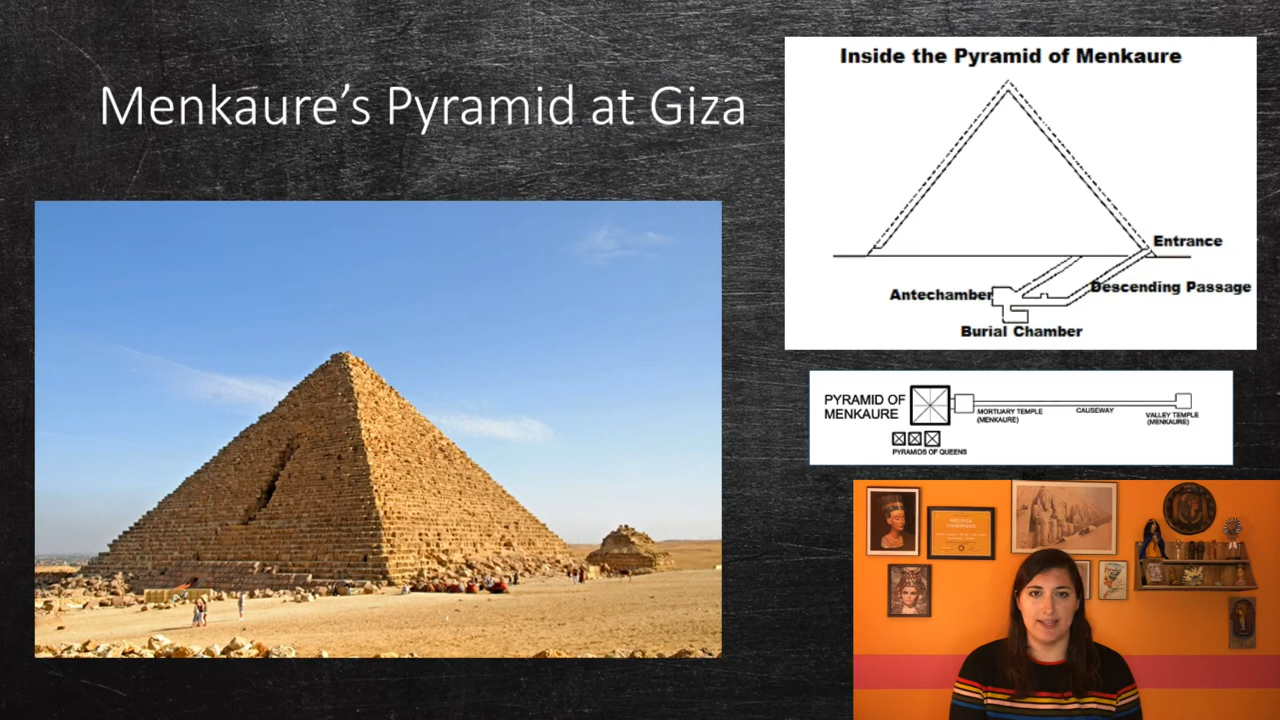 Menkaure’s Pyramid at Giza
Inside the Pyramid of Menkaure
Entrance
Descending Passage
Antechamber
Burial Chamber
PYRAMID OF
MENKAURE
MORTUARY TEMPLE
(MENKAURE)
CAUSEWAY
VALLEY TEMPLE
(MENKAURE)
PYRAMIDS OF QUEENS